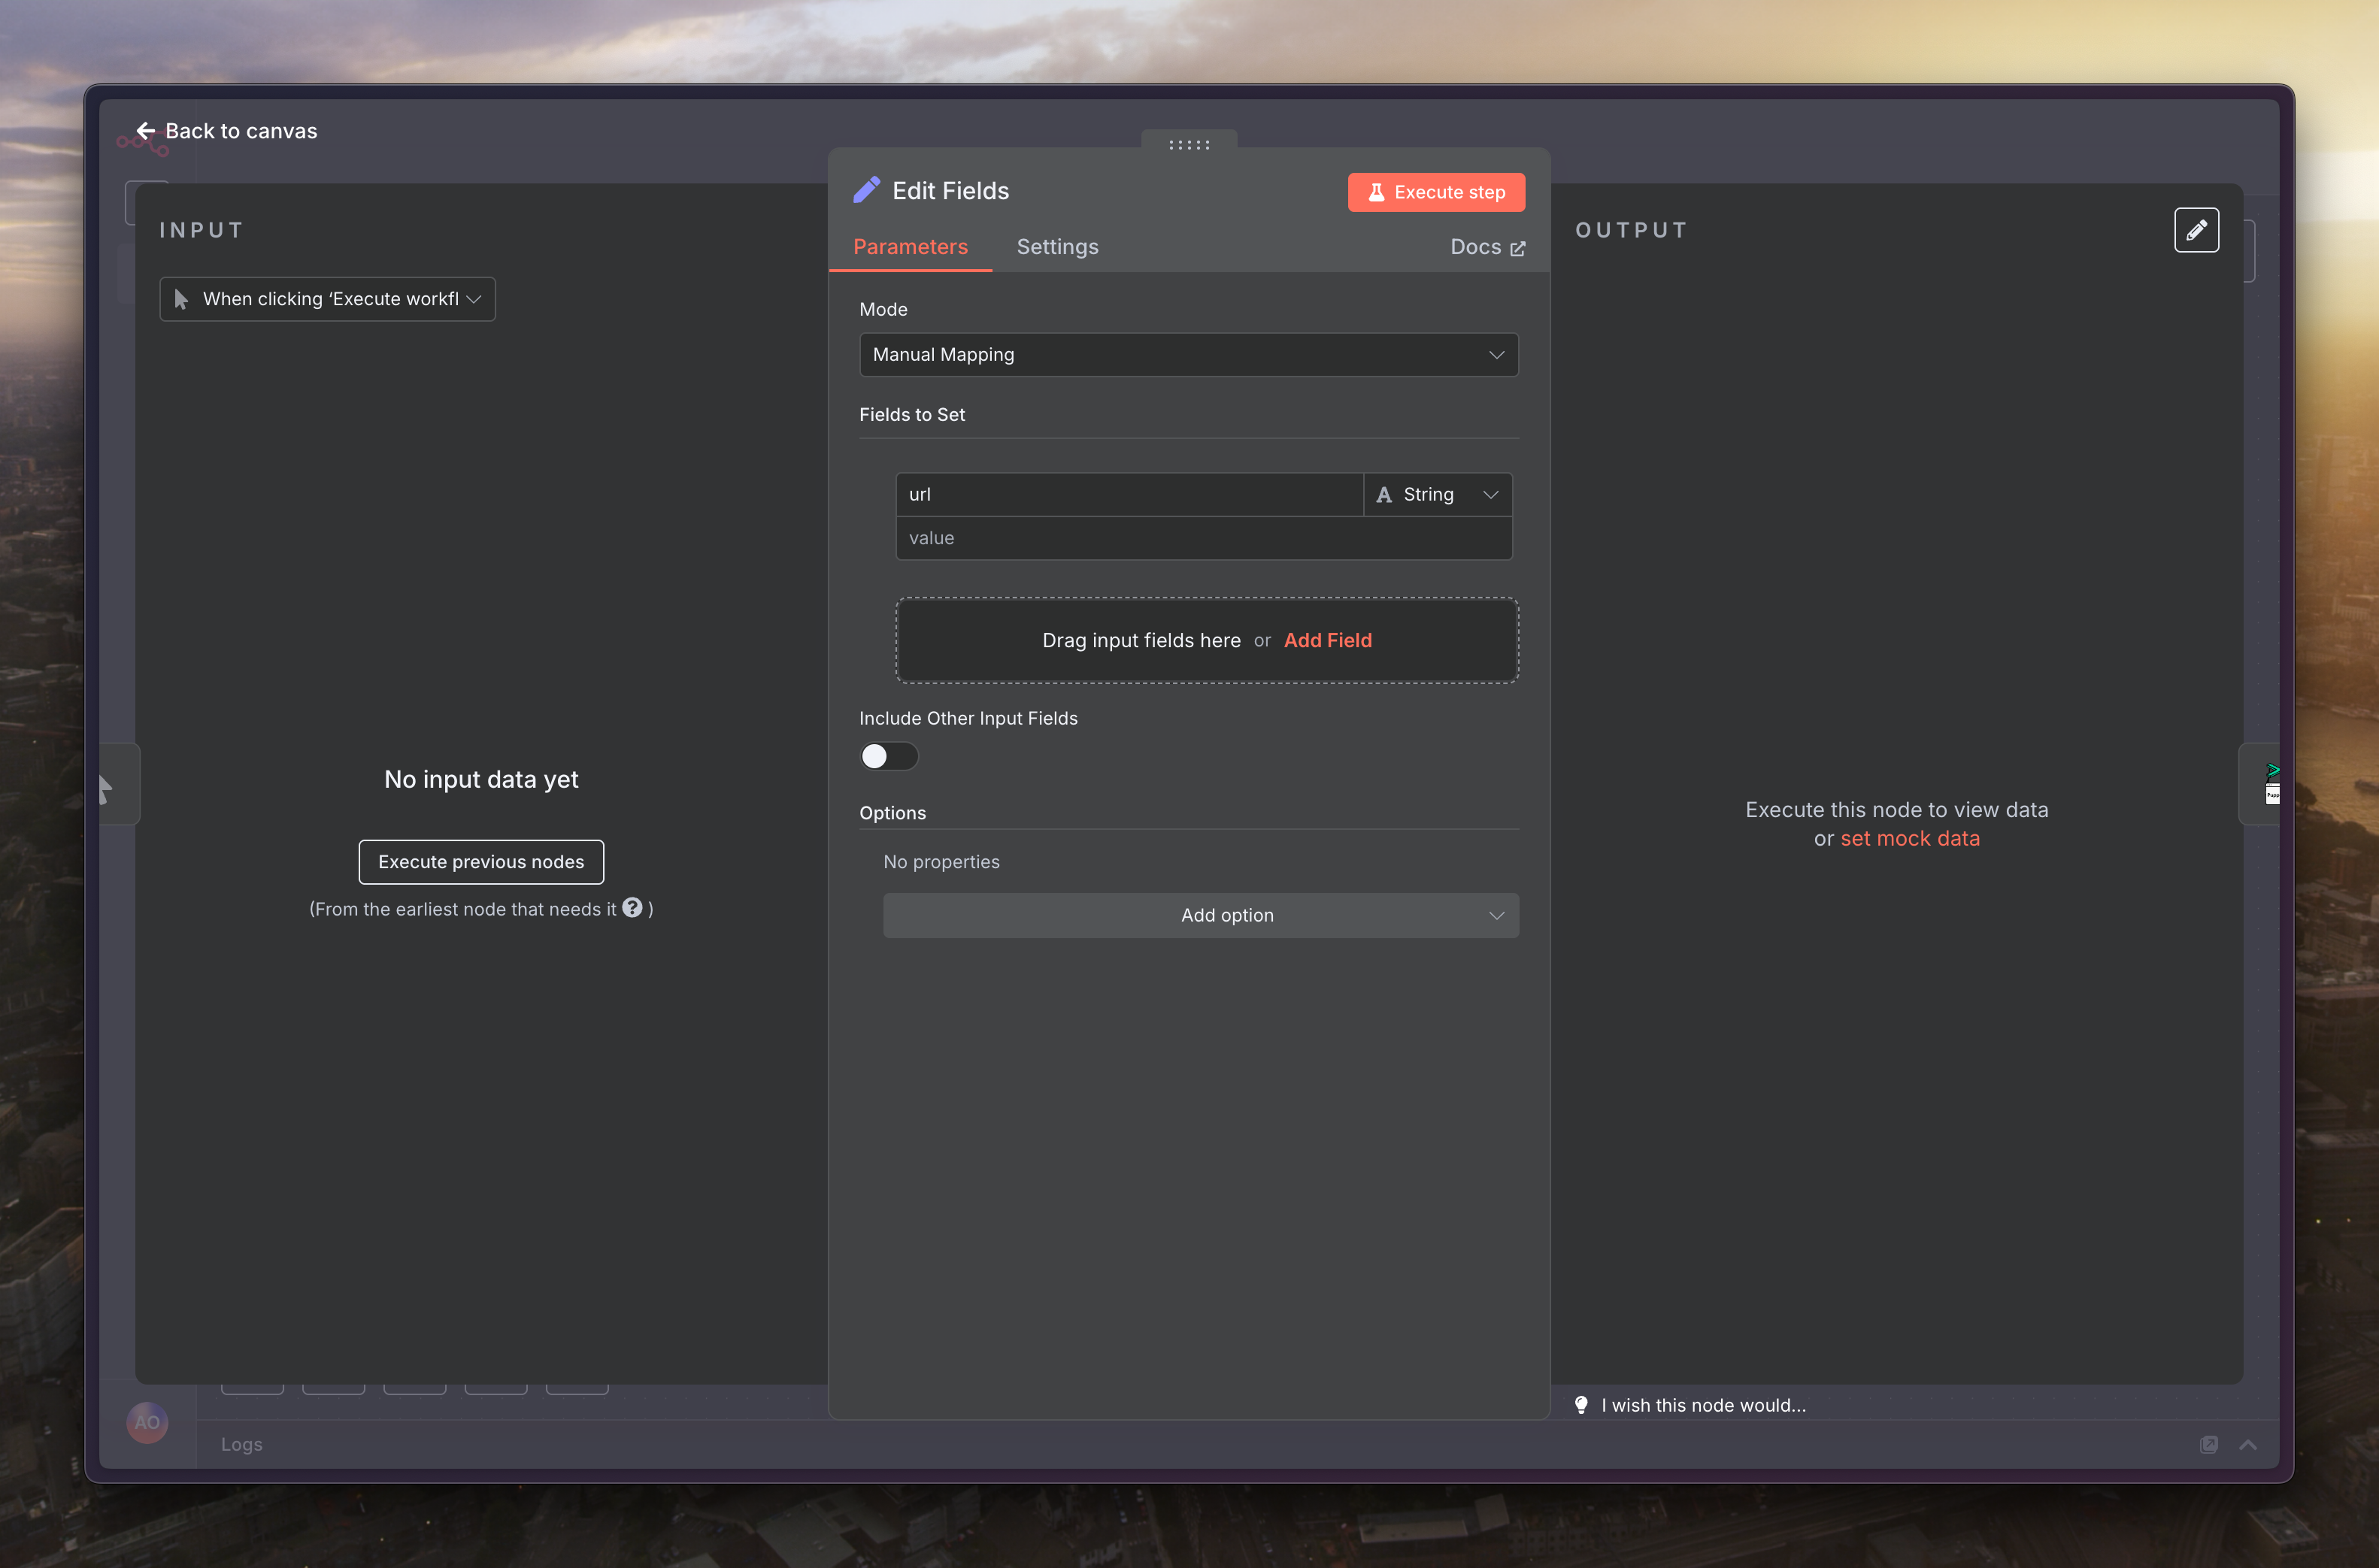 Back to canvas
INPUT
When clicking ‘Execute workfl
No input data yet
Execute previous nodes
(From the earliest node that needs it ? )
Edit Fields
Execute step
Parameters
Settings
Docs
Mode
Manual Mapping
Fields to Set
url
A String
value
Drag input fields here or Add Field
Include Other Input Fields
Options
No properties
Add option
OUTPUT
Execute this node to view data
or set mock data
I wish this node would...
AO
Logs